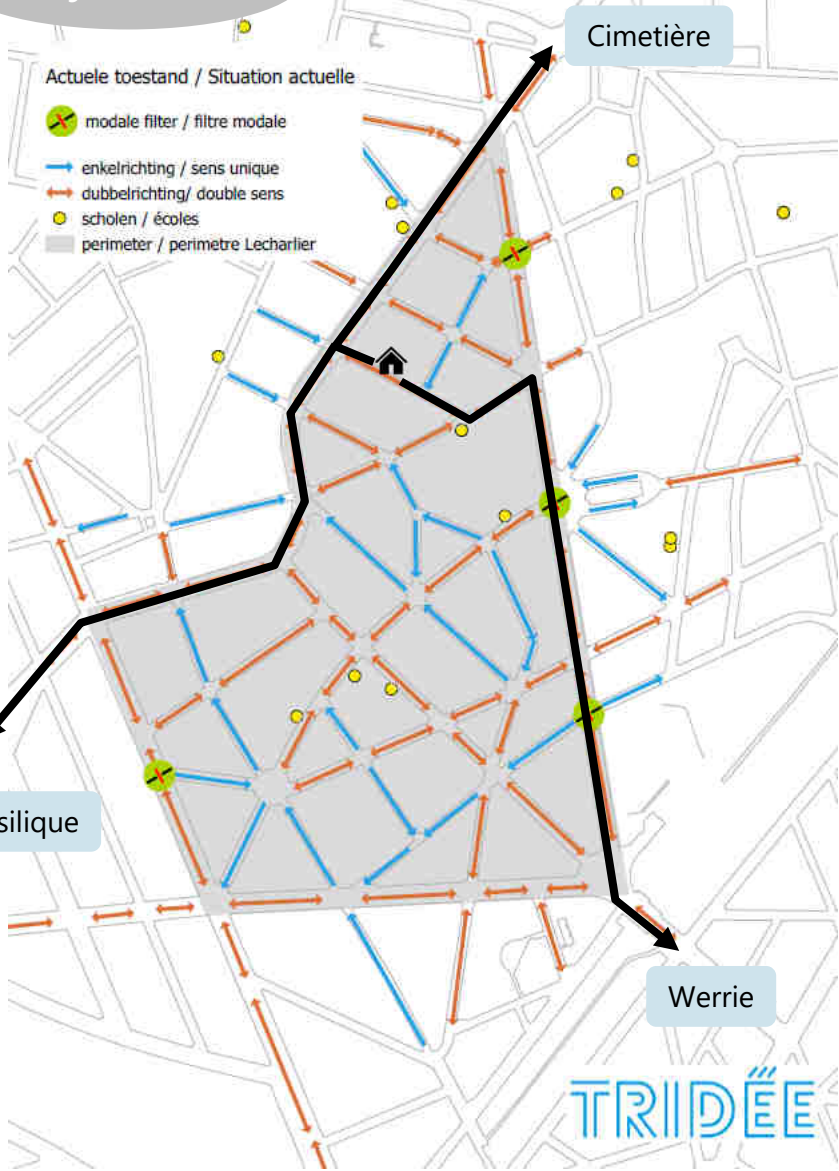 Cimetière
Actuele toestand / Situation actuelle
modale filter / filtre modale
enkelrichting / sens unique
dubbelrichting/ double sens
scholen / écoles
perimeter / perimetre Lecharlier
silique
Werrie
TRIDËE